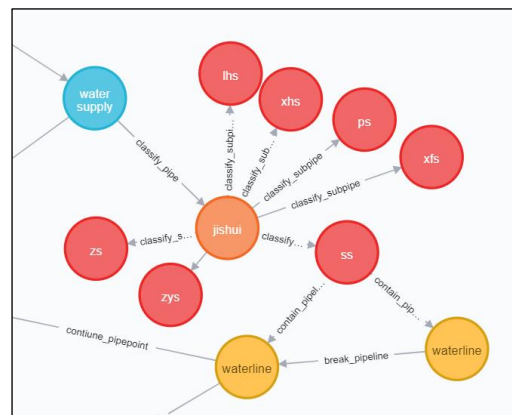 lhs
xhs
water
supply
ps
classify_subpi...
classify_sub...
xfs
classify_pipe
classify_subpipe
classify_subpipe
jishui
zs
classify_s...
classify...
ss
zys
contain_pipel...
contain_pip...
contiune_pipepoint
waterline
break_pipeline
waterline